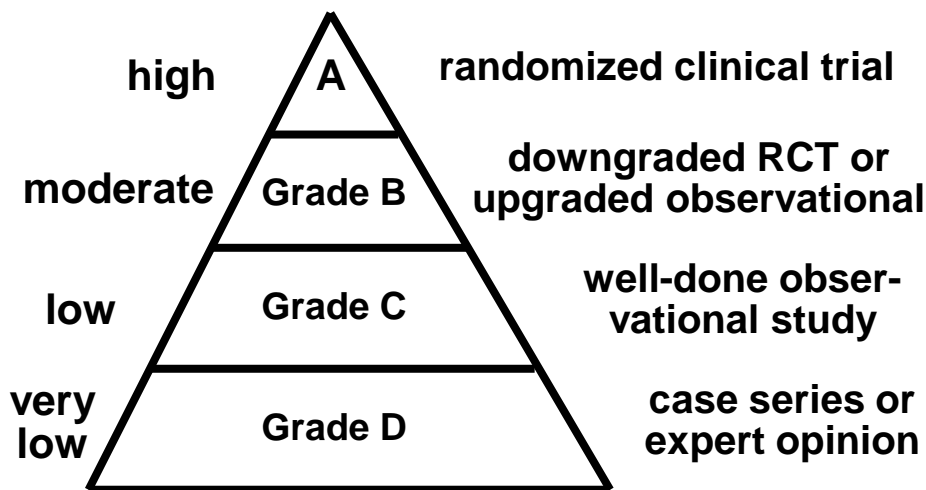 high
A
randomized clinical trial
moderate
Grade B
downgraded RCT or
upgraded observational
low
Grade C
well-done obser-
vational study
very
low
Grade D
case series or
expert opinion